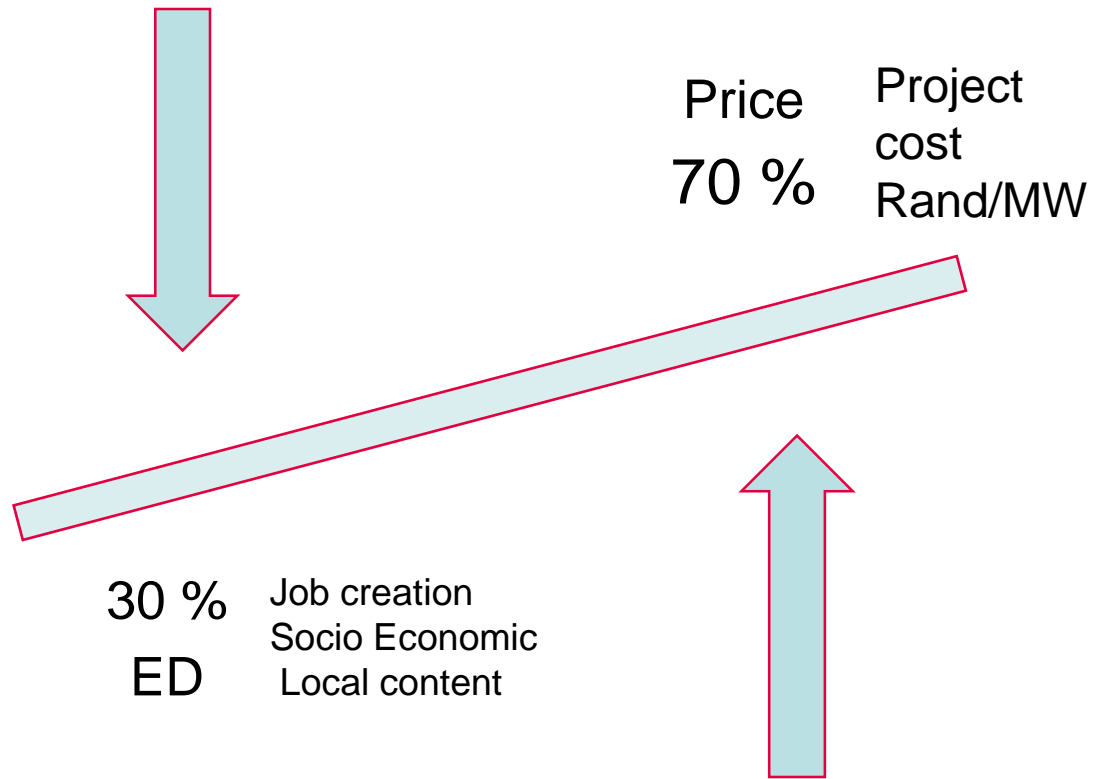 Price
70 %
Project
cost
Rand/MW
30 %
ED
Job creation
Socio Economic
Local content